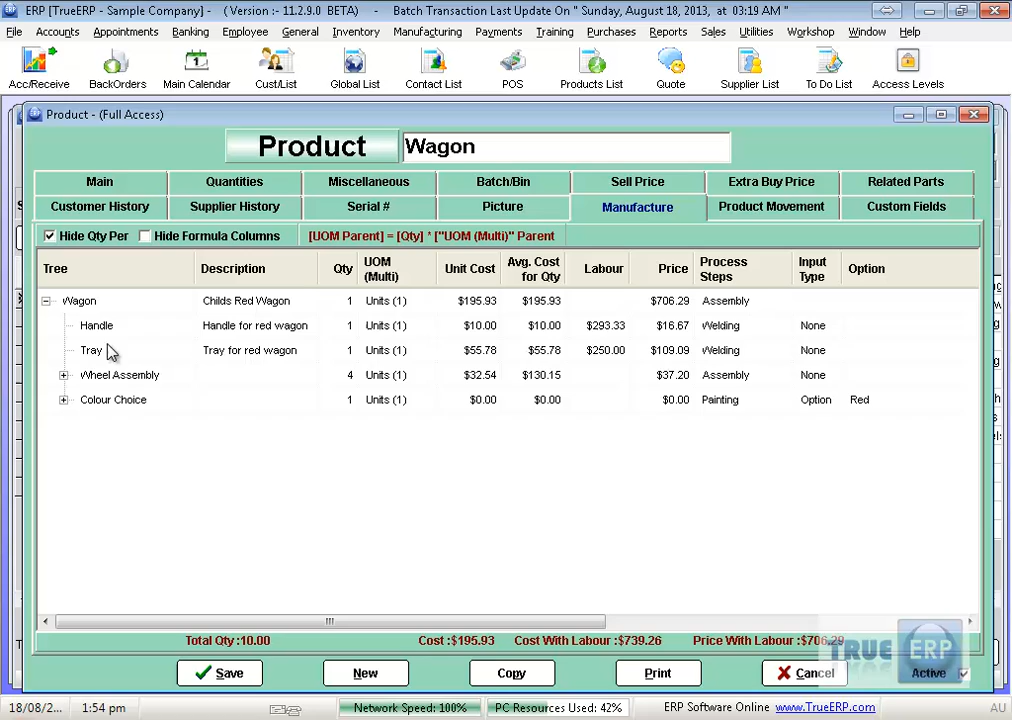 ERP [TrueERP - Sample Company] - ( Version :- 11.2.9.0 BETA) - Batch Transaction Last Update On " Sunday, August 18, 2013, at 03:19 AM "
File Accounts Appointments Banking Employee General Inventory Manufacturing Payments Training Purchases Reports Sales Utilities Workshop Window Help
Acc/Receive BackOrders Main Calendar Cust/List Global List Contact List POS Products List Quote Supplier List To Do List Access Levels
Product - (Full Access)
Product Wagon
Main Quantities Miscellaneous Batch/Bin Sell Price Extra Buy Price Related Parts
Customer History Supplier History Serial # Picture Manufacture Product Movement Custom Fields
Hide Qty Per Hide Formula Columns [UOM Parent] = [Qty] * ["UOM (Multi)" Parent
Tree Description Qty UOM (Multi) Unit Cost Avg. Cost for Qty Labour Price Process Steps Input Type Option
Wagon Childs Red Wagon 1 Units (1) $195.93 $195.93 $706.29 Assembly
Handle Handle for red wagon 1 Units (1) $10.00 $10.00 $293.33 $16.67 Welding None
Tray Tray for red wagon 1 Units (1) $55.78 $55.78 $250.00 $109.09 Welding None
Wheel Assembly 4 Units (1) $32.54 $130.15 $37.20 Assembly None
Colour Choice 1 Units (1) $0.00 $0.00 $0.00 Painting Option Red
Total Qty :10.00 Cost :$195.93 Cost With Labour :$739.26 Price With Labour :$706.29
Save New Copy Print Cancel Active
TRUE ERP
18/08/2... 1:54 pm Network Speed: 100% PC Resources Used: 42% ERP Software Online www.TrueERP.com AU